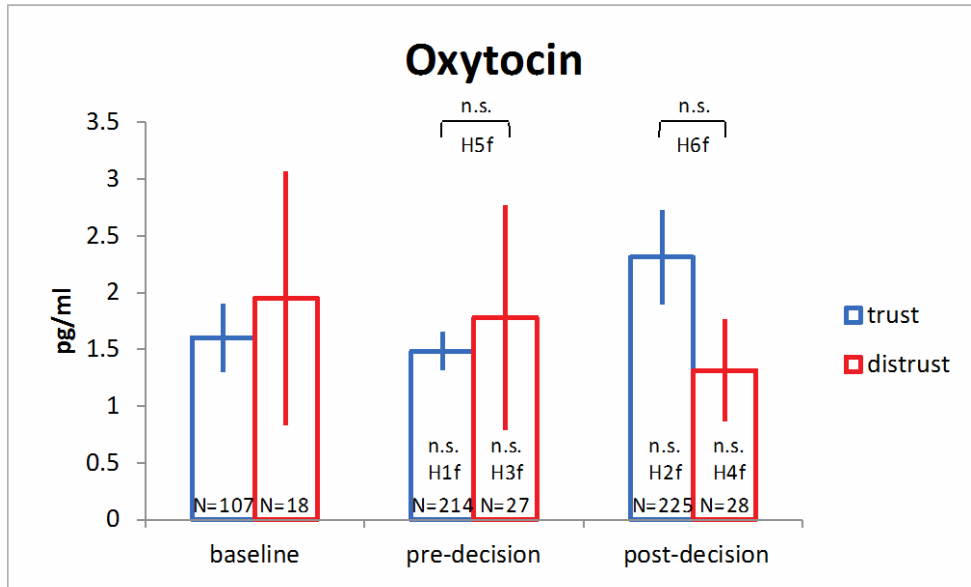 Oxytocin
n.s. n.s.
H5f H6f
3.5
3
2.5
2
1.5
1
0.5
0
pg/ml
n.s. n.s. n.s. n.s.
H1f H3f H2f H4f
N=107 N=18 N=214 N=27 N=225 N=28
baseline pre-decision post-decision
trust
distrust